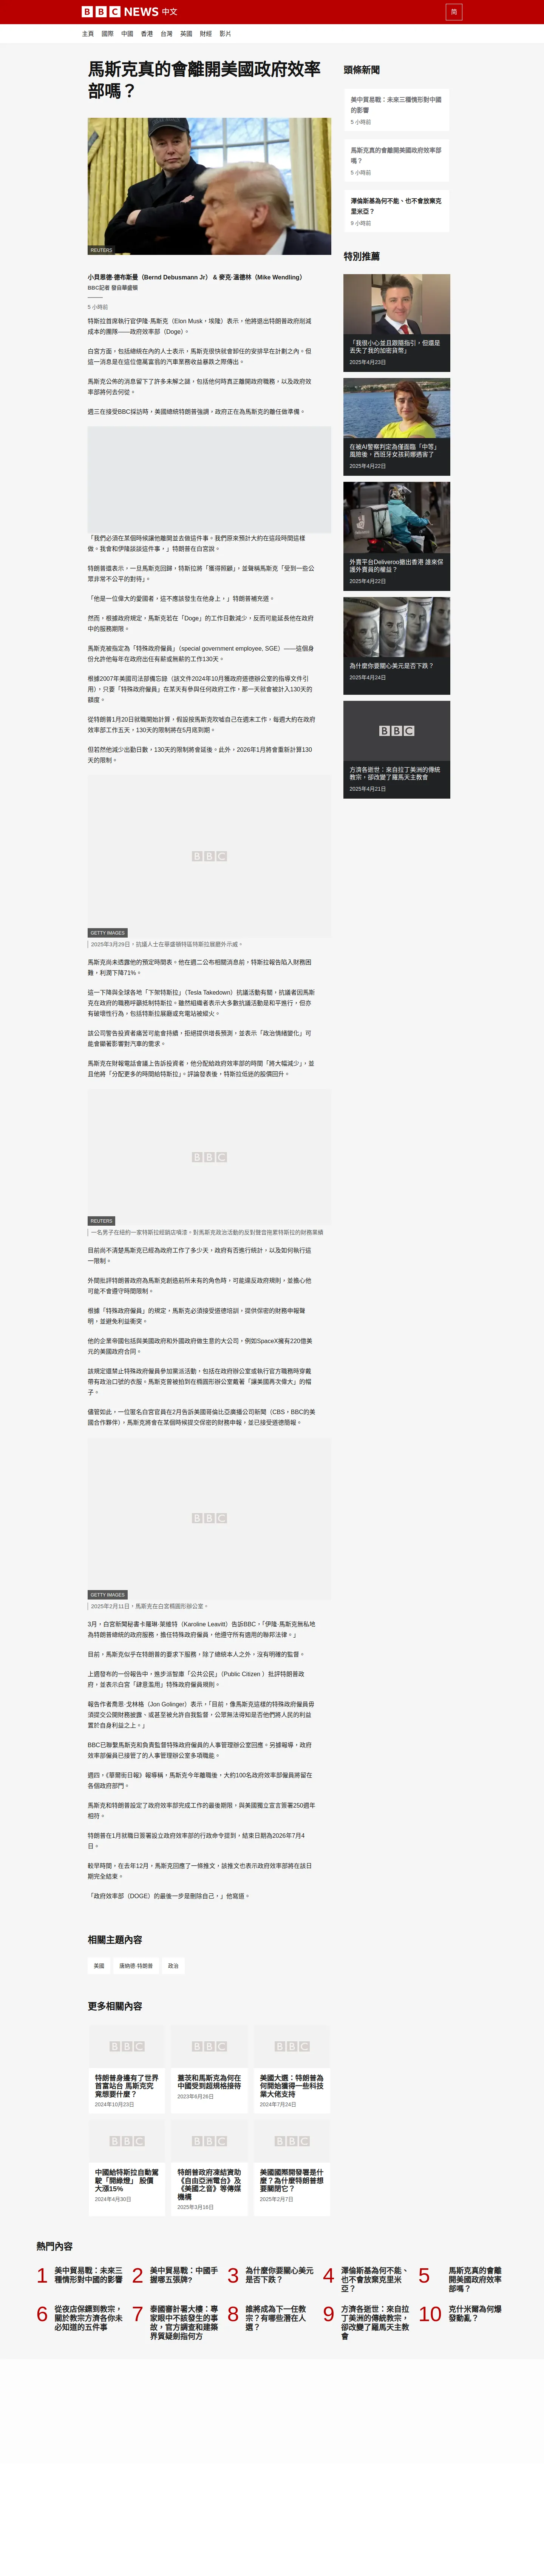 BBC NEWS 中文
简
主頁 國際 中國 香港 台灣 英國 財經 影片
馬斯克真的會離開美國政府效率
部嗎？
REUTERS
小貝恩德·德布斯曼（Bernd Debusmann Jr） & 麥克·溫德林（Mike Wendling）
BBC記者 發自華盛頓
5 小時前
特斯拉首席執行官伊隆·馬斯克（Elon Musk，埃隆）表示，他將退出特朗普政府削減
成本的團隊——政府效率部（Doge）。
白宮方面，包括總統在內的人士表示，馬斯克很快就會卸任的安排早在計劃之內。但
這一消息是在這位億萬富翁的汽車業務收益暴跌之際傳出。
馬斯克公佈的消息留下了許多未解之謎，包括他何時真正離開政府職務，以及政府效
率部將何去何從。
週三在接受BBC採訪時，美國總統特朗普強調，政府正在為馬斯克的離任做準備。
「我們必須在某個時候讓他離開並去做這件事。我們原來預計大約在這段時間這樣
做。我會和伊隆談談這件事，」特朗普在白宮說。
特朗普還表示，一旦馬斯克回歸，特斯拉將「獲得照顧」，並聲稱馬斯克「受到一些公
眾非常不公平的對待」。
「他是一位偉大的愛國者，這不應該發生在他身上，」特朗普補充道。
然而，根據政府規定，馬斯克若在「Doge」的工作日數減少，反而可能延長他在政府
中的服務期限。
馬斯克被指定為「特殊政府僱員」（special government employee, SGE）——這個身
份允許他每年在政府出任有薪或無薪的工作130天。
根據2007年美國司法部備忘錄（該文件2024年10月獲政府道德辦公室的指導文件引
用），只要「特殊政府僱員」在某天有參與任何政府工作，那一天就會被計入130天的
額度。
從特朗普1月20日就職開始計算，假設按馬斯克吹噓自己在週末工作，每週大約在政府
效率部工作五天，130天的限制將在5月底到期。
但若然他減少出勤日數，130天的限制將會延後。此外，2026年1月將會重新計算130
天的限制。
BBC
GETTY IMAGES
2025年3月29日，抗議人士在華盛頓特區特斯拉展廳外示威。
馬斯克尚未透露他的預定時間表。他在週二公布相關消息前，特斯拉報告陷入財務困
難，利潤下降71%。
這一下降與全球各地「下架特斯拉」（Tesla Takedown）抗議活動有關，抗議者因馬斯
克在政府的職務呼籲抵制特斯拉。雖然組織者表示大多數抗議活動是和平進行，但亦
有破壞性行為，包括特斯拉展廳或充電站被縱火。
該公司警告投資者痛苦可能會持續，拒絕提供增長預測，並表示「政治情緒變化」可
能會顯著影響對汽車的需求。
馬斯克在財報電話會議上告訴投資者，他分配給政府效率部的時間「將大幅減少」，並
且他將「分配更多的時間給特斯拉」。評論發表後，特斯拉低迷的股價回升。
BBC
REUTERS
一名男子在紐約一家特斯拉經銷店噴漆。對馬斯克政治活動的反對聲音拖累特斯拉的財務業績
目前尚不清楚馬斯克已經為政府工作了多少天，政府有否進行統計，以及如何執行這
一限制。
外間批評特朗普政府為馬斯克創造前所未有的角色時，可能違反政府規則，並擔心他
可能不會遵守時間限制。
根據「特殊政府僱員」的規定，馬斯克必須接受道德培訓，提供保密的財務申報聲
明，並避免利益衝突。
他的企業帝國包括與美國政府和外國政府做生意的大公司，例如SpaceX擁有220億美
元的美國政府合同。
該規定還禁止特殊政府僱員參加黨派活動，包括在政府辦公室或執行官方職務時穿戴
帶有政治口號的衣服。馬斯克曾被拍到在橢圓形辦公室戴著「讓美國再次偉大」的帽
子。
儘管如此，一位匿名白宮官員在2月告訴美國哥倫比亞廣播公司新聞（CBS，BBC的美
國合作夥伴），馬斯克將會在某個時候提交保密的財務申報，並已接受道德簡報。
BBC
GETTY IMAGES
2025年2月11日，馬斯克在白宮橢圓形辦公室。
3月，白宮新聞秘書卡羅琳·萊維特（Karoline Leavitt）告訴BBC，「伊隆·馬斯克無私地
為特朗普總統的政府服務，擔任特殊政府僱員，他遵守所有適用的聯邦法律。」
目前，馬斯克似乎在特朗普的要求下服務，除了總統本人之外，沒有明確的監督。
上週發布的一份報告中，進步派智庫「公共公民」（Public Citizen ）批評特朗普政
府，並表示白宮「肆意濫用」特殊政府僱員規則。
報告作者喬恩·戈林格（Jon Golinger）表示，「目前，像馬斯克這樣的特殊政府僱員毋
須提交公開財務披露、或甚至被允許自我監督，公眾無法得知是否他們將人民的利益
置於自身利益之上。」
BBC已聯繫馬斯克和負責監督特殊政府僱員的人事管理辦公室回應。另據報導，政府
效率部僱員已接管了的人事管理辦公室多項職能。
週四，《華爾街日報》報導稱，馬斯克今年離職後，大約100名政府效率部僱員將留在
各個政府部門。
馬斯克和特朗普設定了政府效率部完成工作的最後期限，與美國獨立宣言簽署250週年
相符。
特朗普在1月就職日簽署設立政府效率部的行政命令提到，結束日期為2026年7月4
日。
較早時間，在去年12月，馬斯克回應了一條推文，該推文也表示政府效率部將在該日
期完全結束。
「政府效率部（DOGE）的最後一步是刪除自己，」他寫道。
相關主題內容
美國 唐納德·特朗普 政治
更多相關內容
BBC BBC BBC
特朗普身邊有了世界
首富站台 馬斯克究
竟想要什麼？
2024年10月23日
蓋茨和馬斯克為何在
中國受到超規格接待
2023年6月26日
美國大選：特朗普為
何開始獲得一些科技
業大佬支持
2024年7月24日
BBC BBC BBC
中國給特斯拉自動駕
駛「開綠燈」 股價
大漲15%
2024年4月30日
特朗普政府凍結資助
《自由亞洲電台》及
《美國之音》等傳媒
機構
2025年3月16日
美國國際開發署是什
麼？為什麼特朗普想
要關閉它？
2025年2月7日
頭條新聞
美中貿易戰：未來三種情形對中國
的影響
5 小時前
馬斯克真的會離開美國政府效率部
嗎？
5 小時前
澤倫斯基為何不能、也不會放棄克
里米亞？
9 小時前
特別推薦
「我很小心並且跟隨指引，但還是
丟失了我的加密貨幣」
2025年4月23日
在被AI警察判定為僅面臨「中等」
風險後，西班牙女孩莉娜遇害了
2025年4月22日
外賣平台Deliveroo撤出香港 誰來保
護外賣員的權益？
2025年4月22日
為什麼你要關心美元是否下跌？
2025年4月24日
BBC
方濟各逝世：來自拉丁美洲的傳統
教宗，卻改變了羅馬天主教會
2025年4月21日
熱門內容
1 美中貿易戰：未來三
種情形對中國的影響
2 美中貿易戰：中國手
握哪五張牌?
3 為什麼你要關心美元
是否下跌？
4 澤倫斯基為何不能、
也不會放棄克里米
亞？
5 馬斯克真的會離
開美國政府效率
部嗎？
6 從夜店保鏢到教宗，
關於教宗方濟各你未
必知道的五件事
7 泰國審計署大樓：專
家眼中不該發生的事
故，官方調查和建築
界質疑劍指何方
8 誰將成為下一任教
宗？有哪些潛在人
選？
9 方濟各逝世：來自拉
丁美洲的傳統教宗，
卻改變了羅馬天主教
會
10 克什米爾為何爆
發動亂？